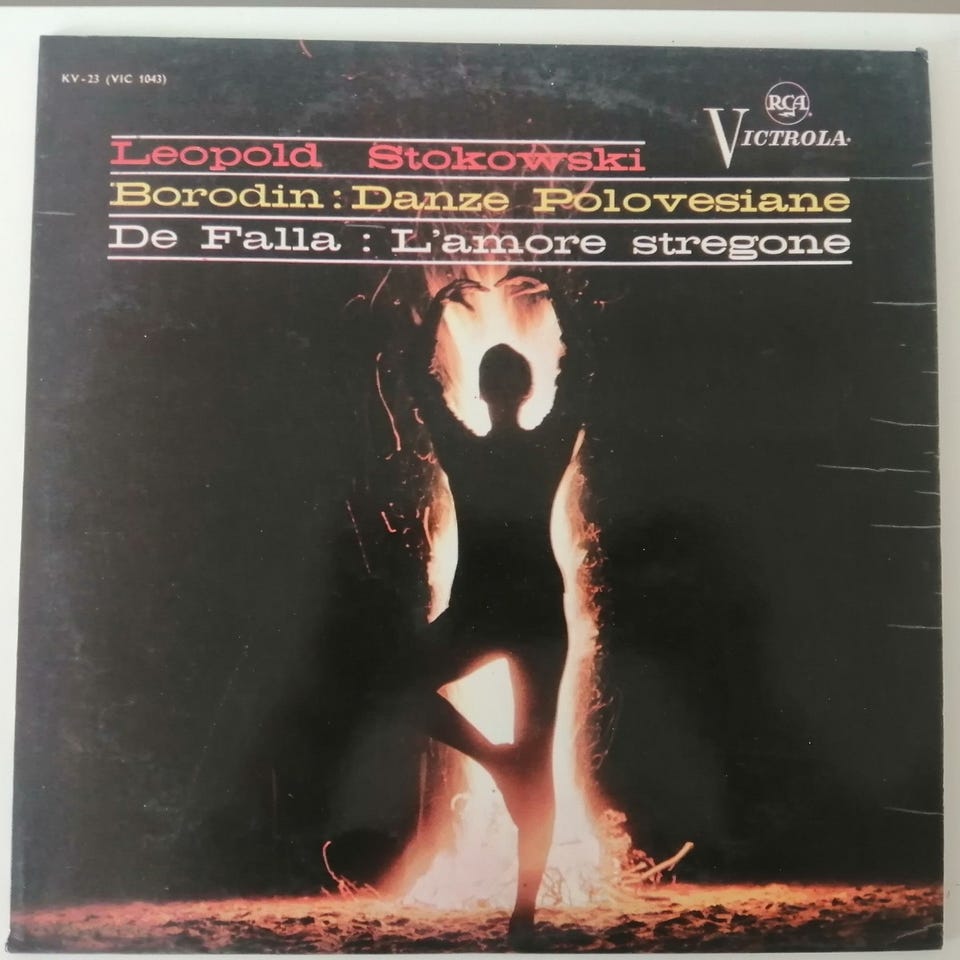 KV-23 (VIC 1043)
RCA
VICTROLA
Leopold Stokowski
Borodin: Danze Polovesiane
De Falla: L'amore stregone